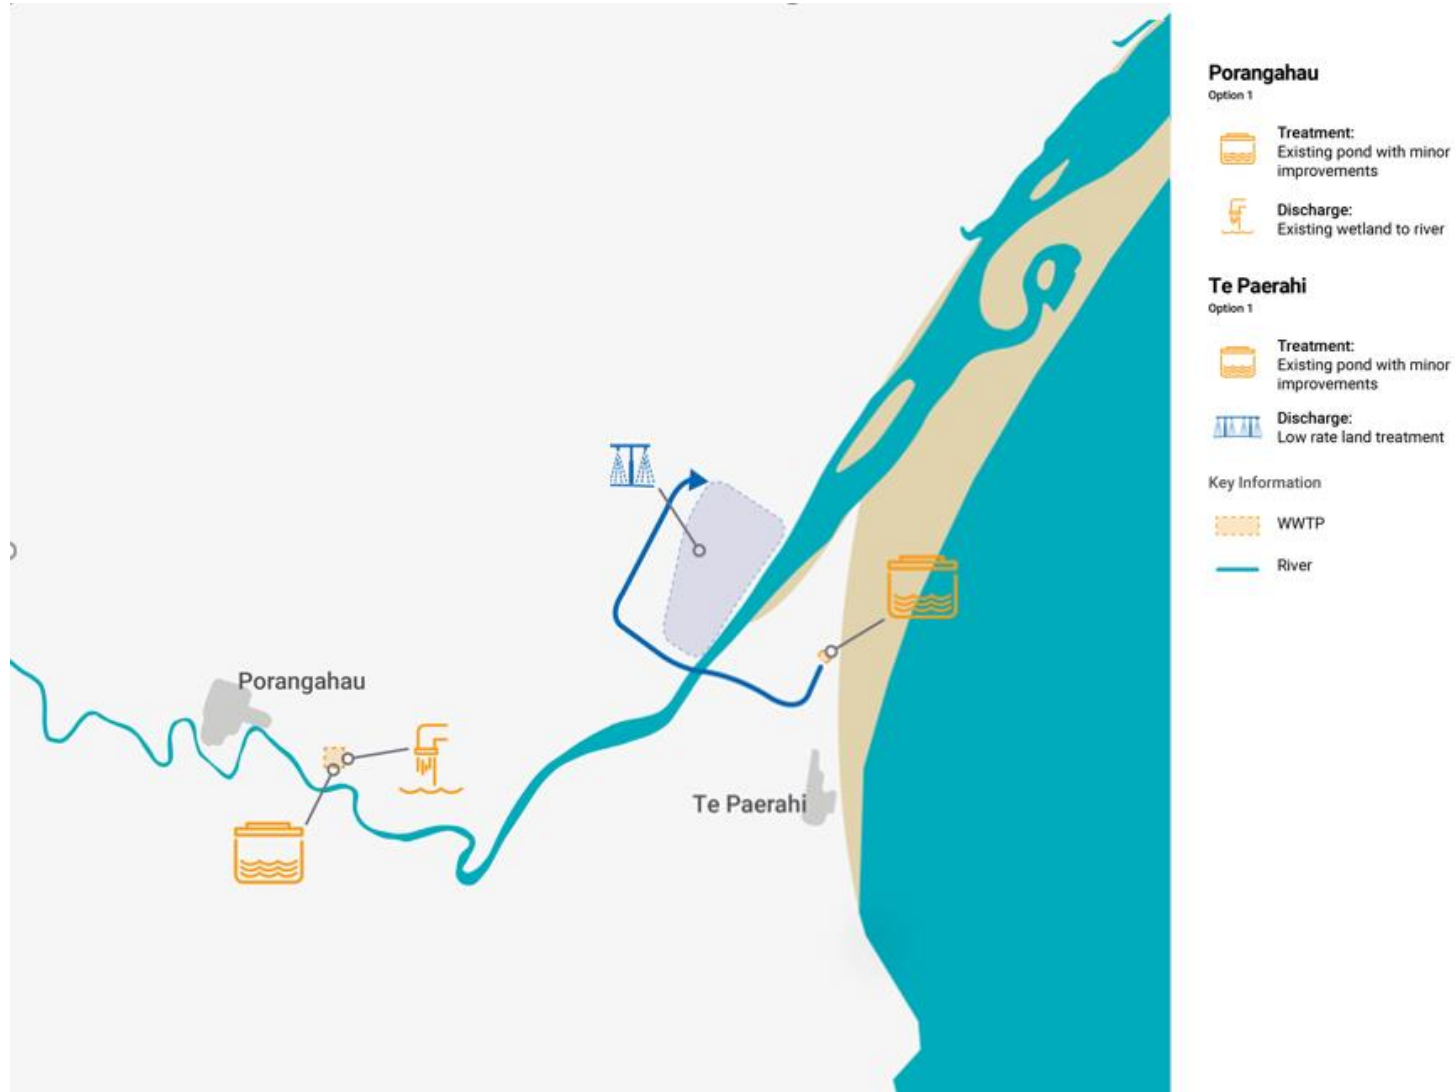 Porangahau
Option 1
Treatment:
Existing pond with minor
improvements
Discharge:
Existing wetland to river
Te Paerahi
Option 1
Treatment:
Existing pond with minor
improvements
Discharge:
Low rate land treatment
Key Information
WWTP
River
Porangahau
Te Paerahi